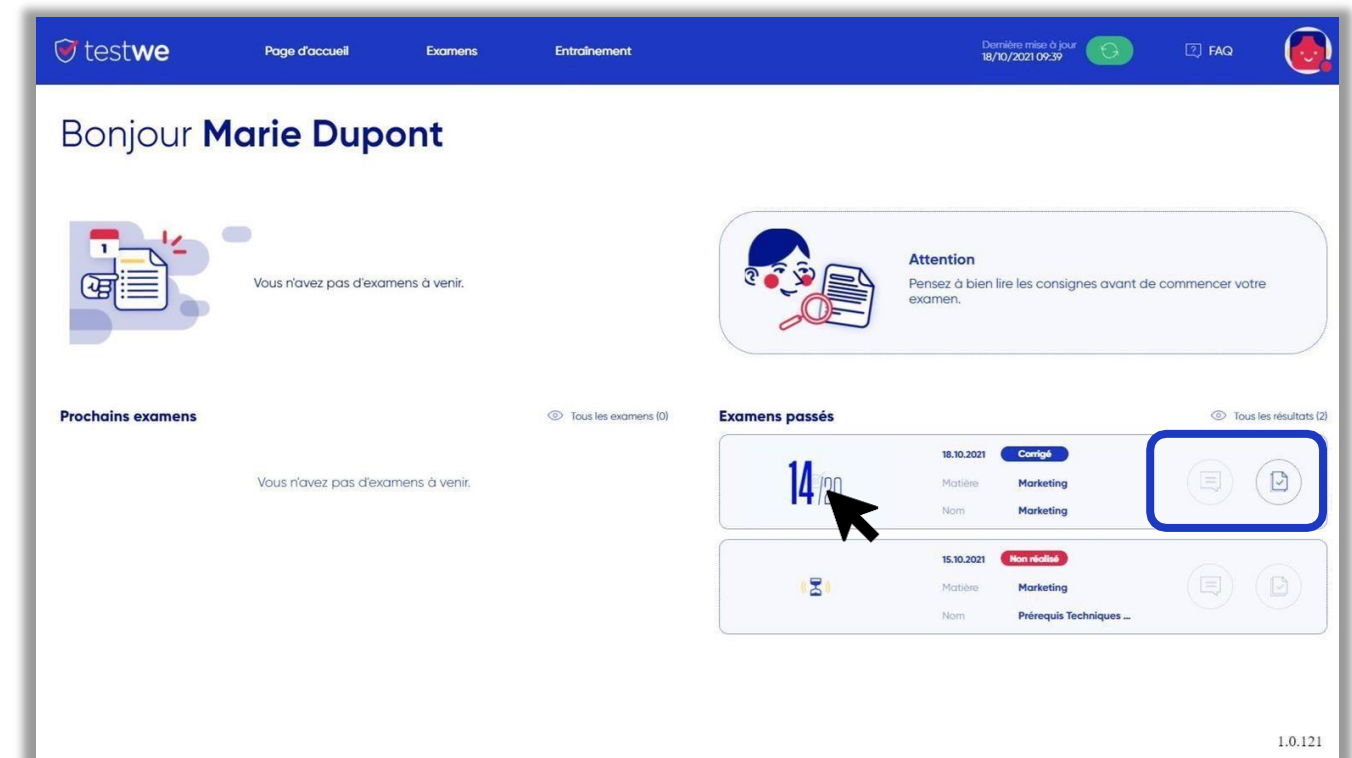 testwe
Page d'accueil
Examens
Entraînement
Dernière mise à jour
18/10/2021 09:39
FAQ
Bonjour Marie Dupont
1
Vous n'avez pas d'examens à venir.
Attention
Pensez à bien lire les consignes avant de commencer votre
examen.
Prochains examens
Tous les examens (0)
Vous n'avez pas d'examens à venir.
Examens passés
Tous les résultats (2)
14/20
18.10.2021 Corrigé
Matière Marketing
Nom Marketing
15.10.2021 Non réalisé
Matière Marketing
Nom Prérequis Techniques ...
1.0.121